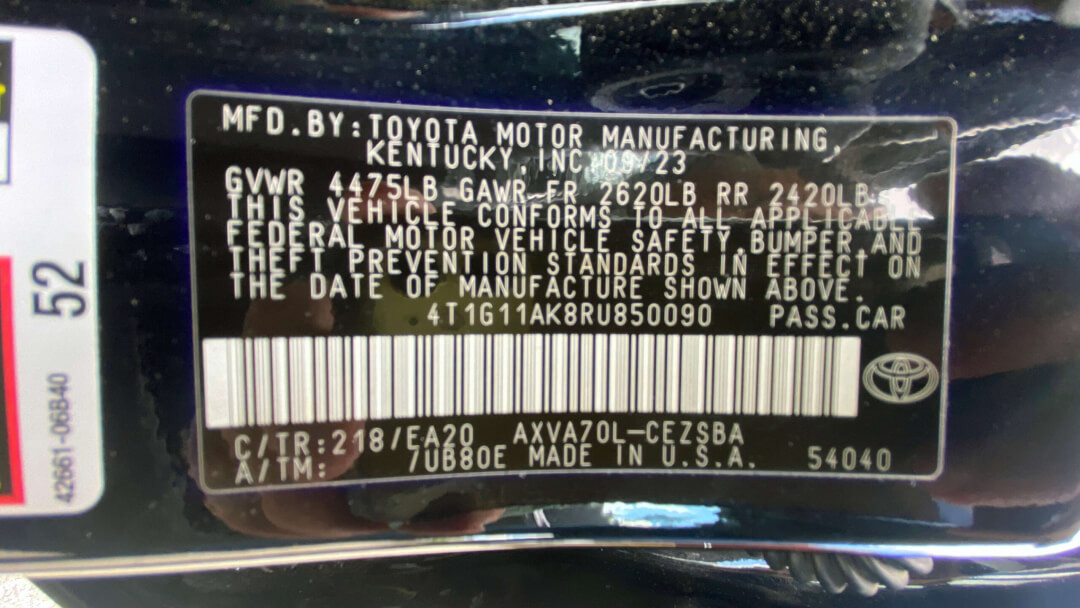 MFD.BY:TOYOTA MOTOR MANUFACTURING,
KENTUCKY, INC. 09/23
GVWR 4475LB GAWR FR 2620LB RR 2420LB
THIS VEHICLE CONFORMS TO ALL APPLICABLE
FEDERAL MOTOR VEHICLE SAFETY,BUMPER,AND
THEFT PREVENTION STANDARDS IN EFFECT ON
THE DATE OF MANUFACTURE SHOWN ABOVE.
4T1G11AK8RU850090 PASS.CAR
C/TR:218/EA20 AXVA70L-CEZSBA
A/TM: /UB80E MADE IN U.S.A. 54040
52
42661-06B40